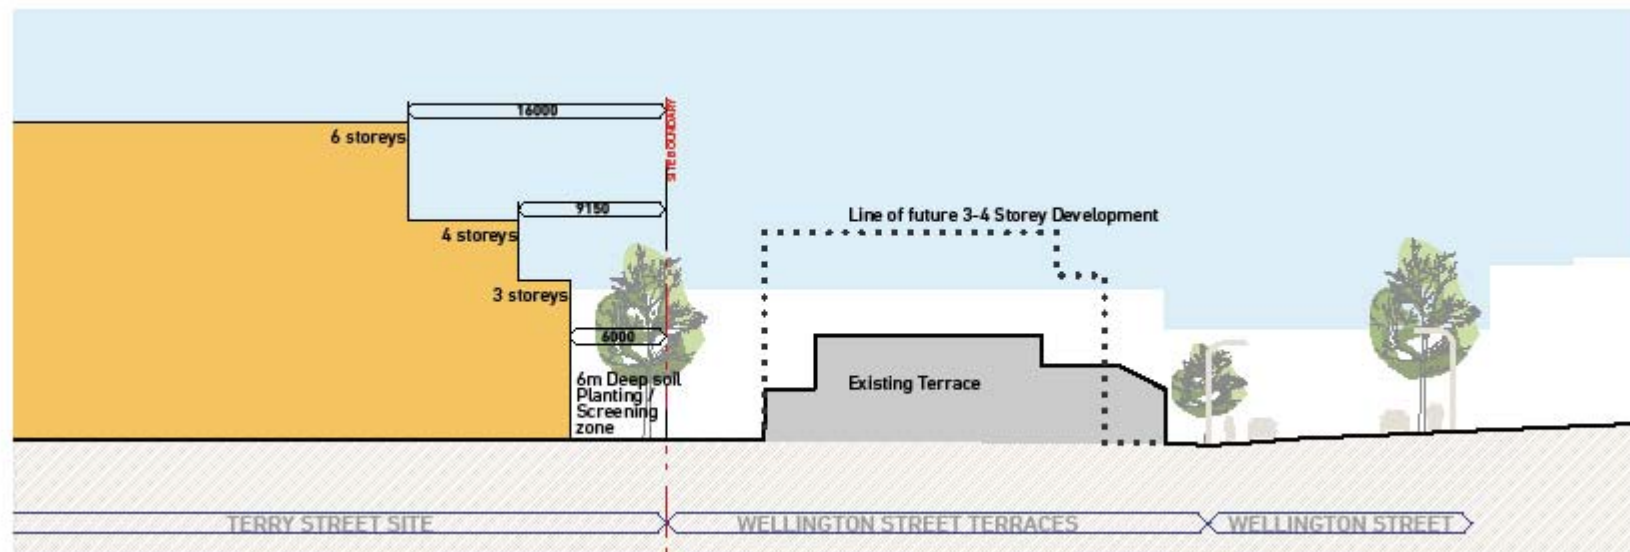 16000
SITE BOUNDARY
6 storeys
9150
Line of future 3-4 Storey Development
4 storeys
3 storeys
6000
6m Deep soil
Planting /
Screening
zone
Existing Terrace
TERRY STREET SITE
WELLINGTON STREET TERRACES
WELLINGTON STREET